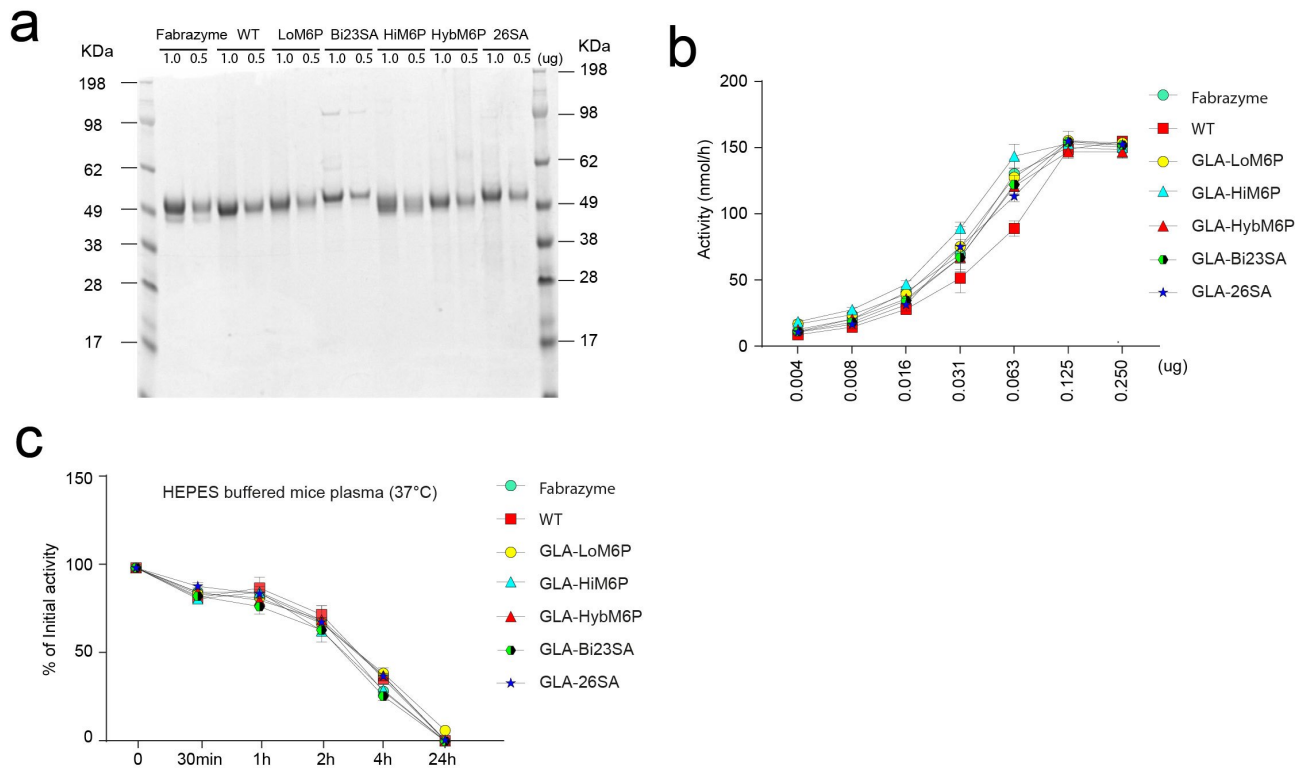 a
Fabrazyme WT LoM6P Bi23SA HiM6P HybM6P 26SA
KDa 1.0 0.5 1.0 0.5 1.0 0.5 1.0 0.5 1.0 0.5 1.0 0.5 1.0 0.5 (ug) KDa
198 198
98 98
62 62
49 49
38 38
28 28
17 17
b
200
150
100
50
0
Activity (nmol/h)
0.004 0.008 0.016 0.031 0.063 0.125 0.250 (ug)
Fabrazyme
WT
GLA-LoM6P
GLA-HiM6P
GLA-HybM6P
GLA-Bi23SA
GLA-26SA
c
HEPES buffered mice plasma (37°C)
150
100
50
0
% of Initial activity
0 30min 1h 2h 4h 24h
Fabrazyme
WT
GLA-LoM6P
GLA-HiM6P
GLA-HybM6P
GLA-Bi23SA
GLA-26SA